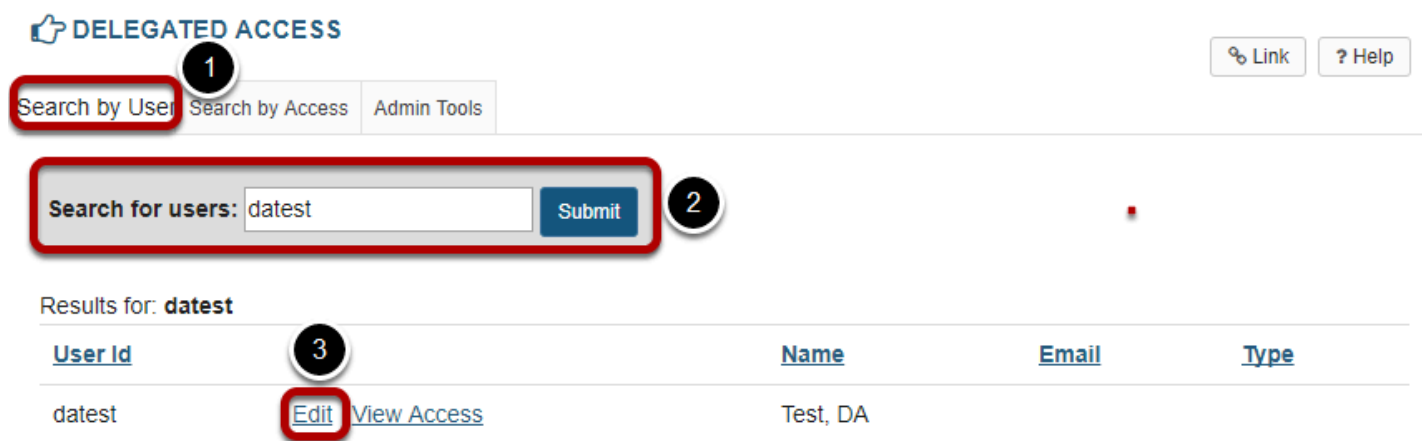 DELEGATED ACCESS
1
Link ? Help
Search by User Search by Access Admin Tools
Search for users: datest Submit 2
Results for: datest
3
User Id Name Email Type
datest Edit View Access Test, DA